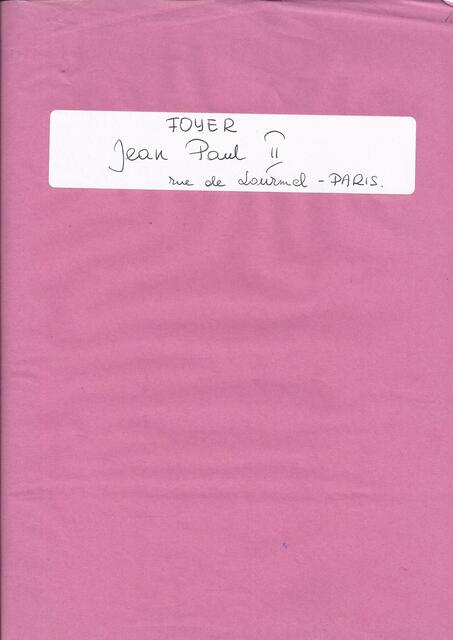 FOYER
Jean Paul II
rue de Lourmel - PARIS.